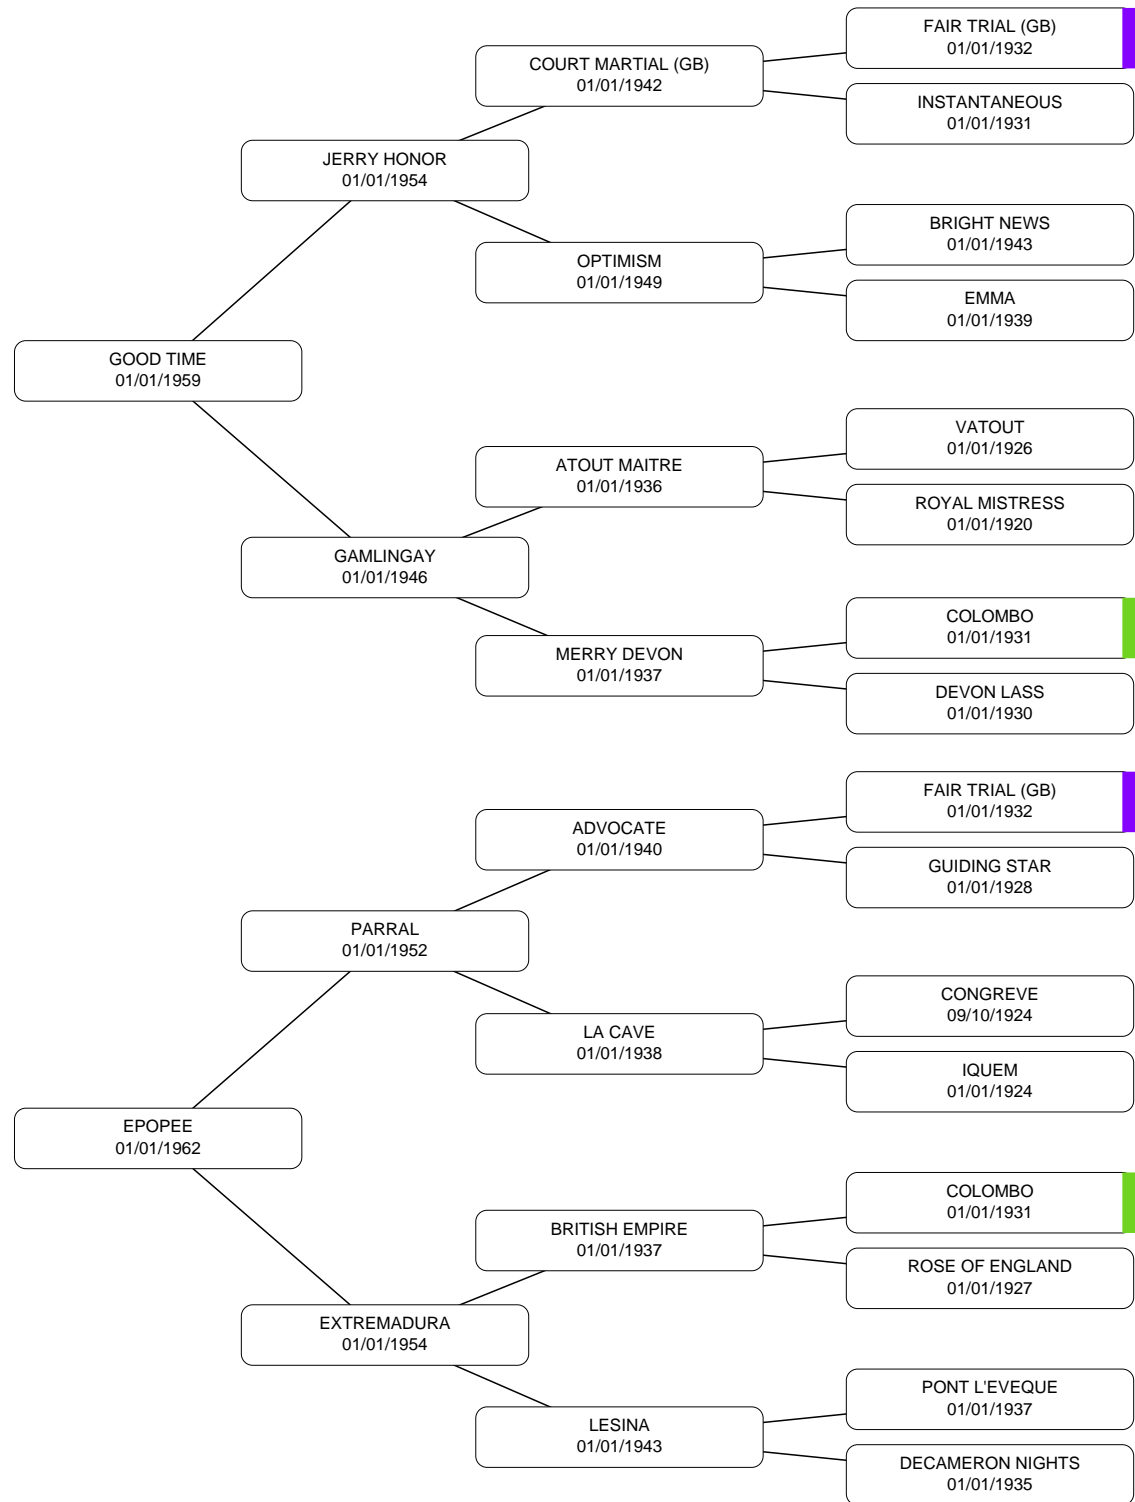 FAIR TRIAL (GB)
01/01/1932
COURT MARTIAL (GB)
01/01/1942
INSTANTANEOUS
01/01/1931
JERRY HONOR
01/01/1954
BRIGHT NEWS
01/01/1943
OPTIMISM
01/01/1949
EMMA
01/01/1939
GOOD TIME
01/01/1959
VATOUT
01/01/1926
ATOUT MAITRE
01/01/1936
ROYAL MISTRESS
01/01/1920
GAMLINGAY
01/01/1946
COLOMBO
01/01/1931
MERRY DEVON
01/01/1937
DEVON LASS
01/01/1930
FAIR TRIAL (GB)
01/01/1932
ADVOCATE
01/01/1940
GUIDING STAR
01/01/1928
PARRAL
01/01/1952
CONGREVE
09/10/1924
LA CAVE
01/01/1938
IQUEM
01/01/1924
EPOPEE
01/01/1962
COLOMBO
01/01/1931
BRITISH EMPIRE
01/01/1937
ROSE OF ENGLAND
01/01/1927
EXTREMADURA
01/01/1954
PONT L'EVEQUE
01/01/1937
LESINA
01/01/1943
DECAMERON NIGHTS
01/01/1935